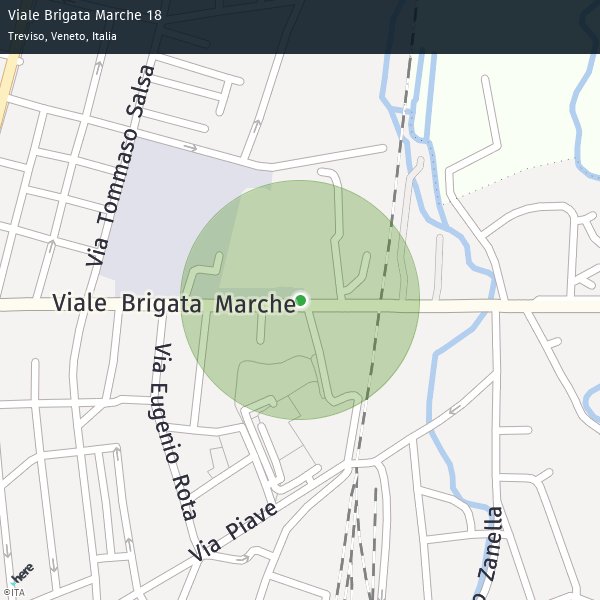 Viale Brigata Marche 18
Treviso, Veneto, Italia
Via Tommaso Salsa
Viale Brigata Marche
Via Eugenio Rota
Via Piave
Zanella
here
©ITA